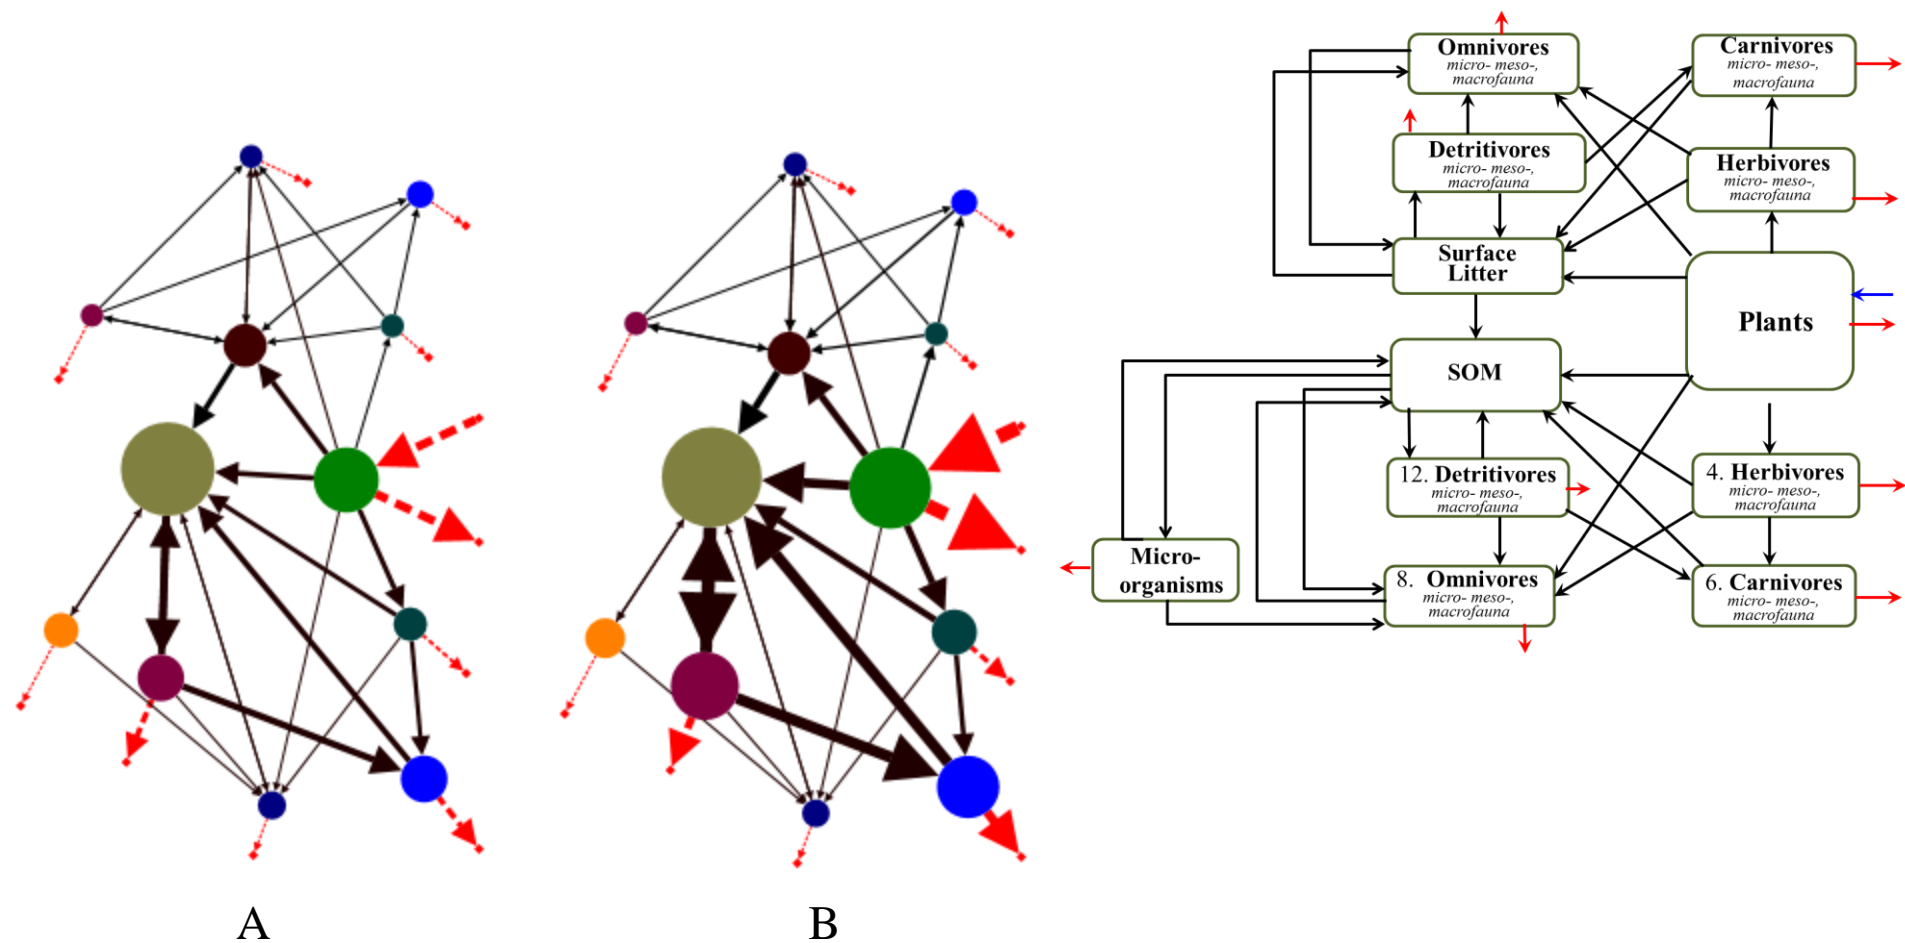 Omnivores
micro- meso-,
macrofauna
Carnivores
micro- meso-,
macrofauna
Detritivores
micro- meso-,
macrofauna
Herbivores
micro- meso-,
macrofauna
Surface
Litter
Plants
SOM
12. Detritivores
micro- meso-,
macrofauna
4. Herbivores
micro- meso-,
macrofauna
Micro-
organisms
8. Omnivores
micro- meso-,
macrofauna
6. Carnivores
micro- meso-,
macrofauna
A
B